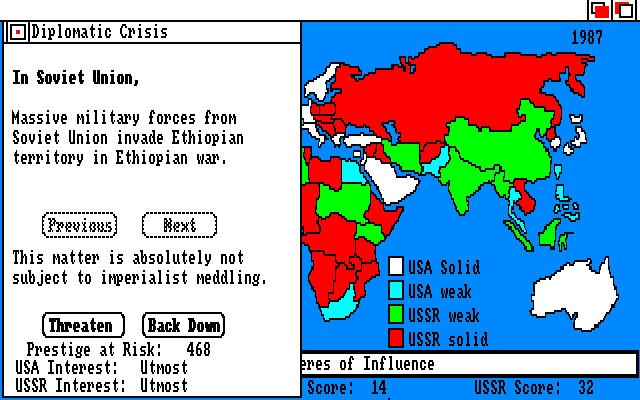 Diplomatic Crisis
In Soviet Union,
Massive military forces from
Soviet Union invade Ethiopian
territory in Ethiopian war.
Previous
Next
This matter is absolutely not
subject to imperialist meddling.
Threaten
Back Down
Prestige at Risk: 468
USA Interest: Utmost
USSR Interest: Utmost
1987
USA Solid
USA weak
USSR weak
USSR solid
eres of Influence
Score: 14
USSR Score: 32